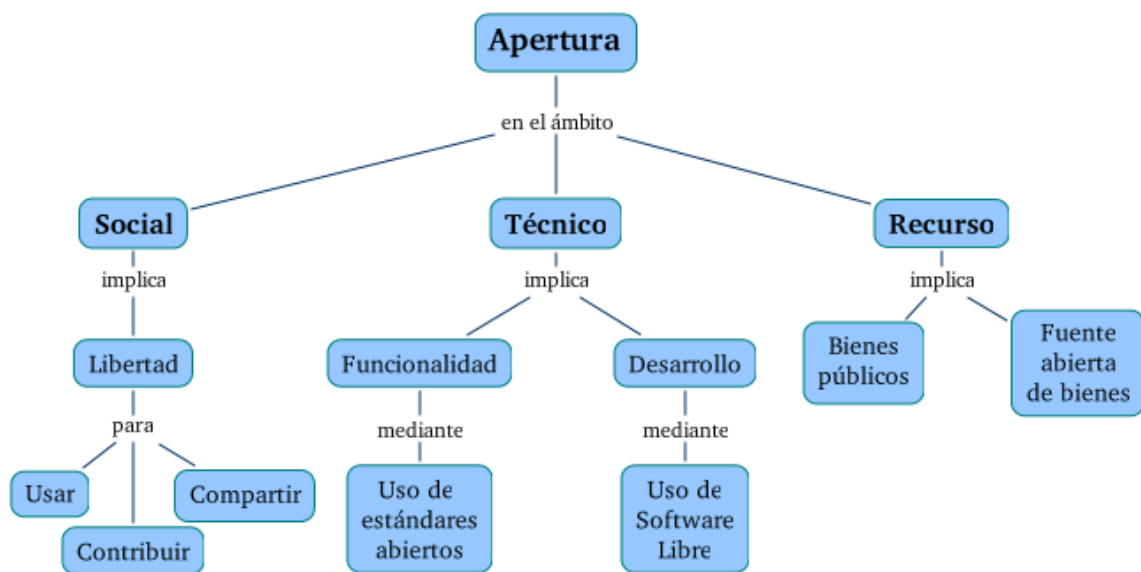 Apertura
en el ámbito
Social
Técnico
Recurso
implica
implica
implica
Libertad
Funcionalidad
Desarrollo
Bienes
públicos
Fuente
abierta
de bienes
para
mediante
mediante
Usar
Contribuir
Compartir
Uso de
estándares
abiertos
Uso de
Software
Libre